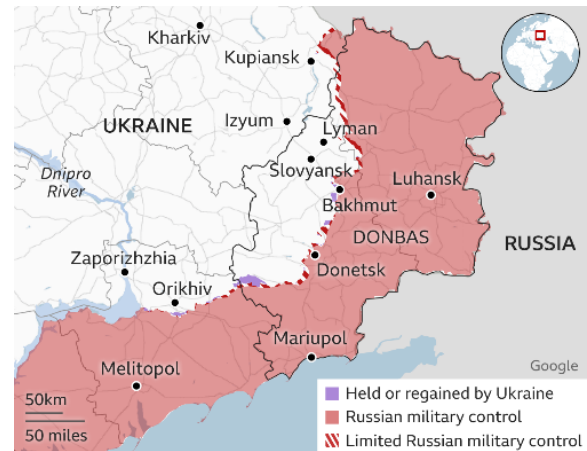 Kharkiv
Kupiansk
Izyum
UKRAINE
Lyman
Slovyansk
Dnipro
River
Luhansk
Bakhmut
DONBAS
RUSSIA
Zaporizhzhia
Donetsk
Orikhiv
Mariupol
Melitopol
Google
50km
50 miles
Held or regained by Ukraine
Russian military control
Limited Russian military control